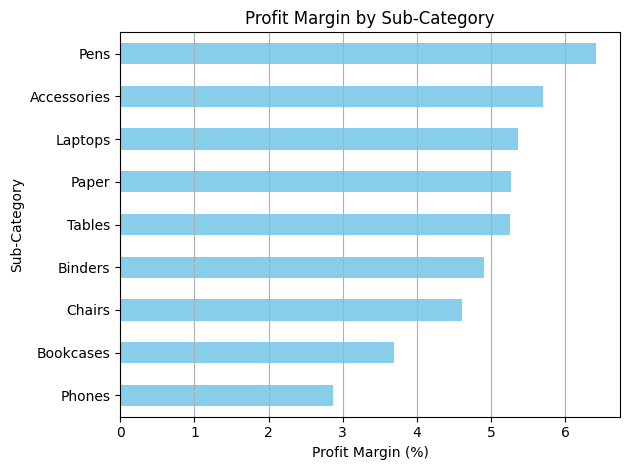 Profit Margin by Sub-Category
Sub-Category
Pens
Accessories
Laptops
Paper
Tables
Binders
Chairs
Bookcases
Phones
0 1 2 3 4 5 6
Profit Margin (%)